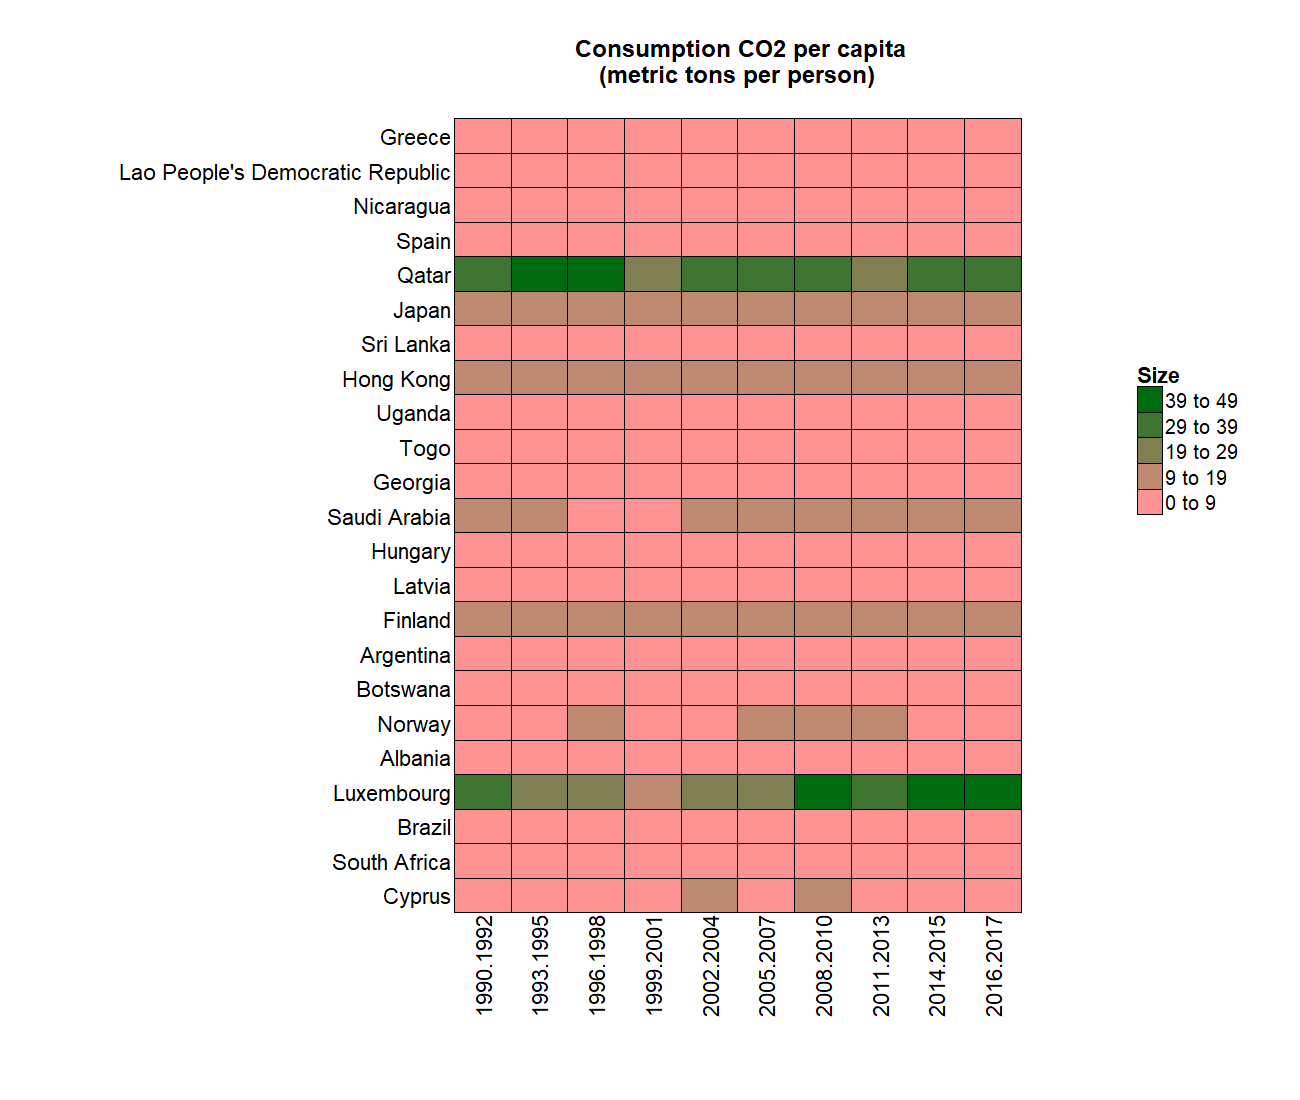 Consumption CO2 per capita
(metric tons per person)
Greece
Lao People's Democratic Republic
Nicaragua
Spain
Qatar
Japan
Sri Lanka
Hong Kong
Uganda
Togo
Georgia
Saudi Arabia
Hungary
Latvia
Finland
Argentina
Botswana
Norway
Albania
Luxembourg
Brazil
South Africa
Cyprus
1990.1992
1993.1995
1996.1998
1999.2001
2002.2004
2005.2007
2008.2010
2011.2013
2014.2015
2016.2017
Size
39 to 49
29 to 39
19 to 29
9 to 19
0 to 9